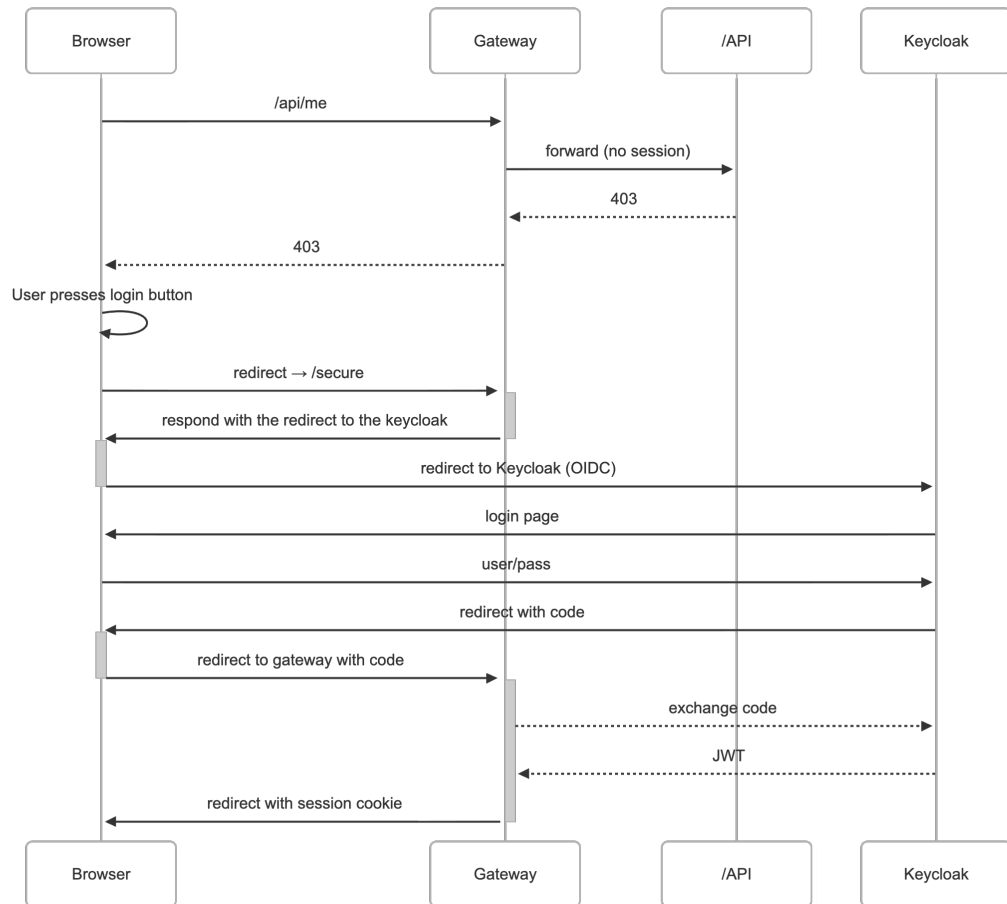 Browser
Gateway
/API
Keycloak
/api/me
forward (no session)
403
403
User presses login button
redirect → /secure
respond with the redirect to the keycloak
redirect to Keycloak (OIDC)
login page
user/pass
redirect with code
redirect to gateway with code
exchange code
JWT
redirect with session cookie
Browser
Gateway
/API
Keycloak